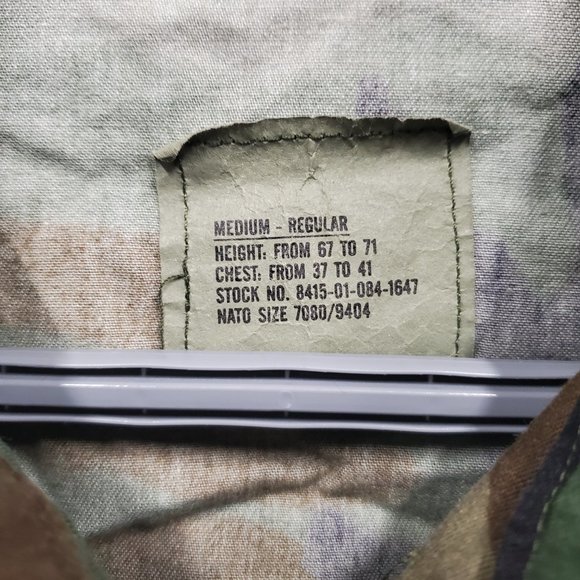 MEDIUM - REGULAR
HEIGHT: FROM 67 TO 71
CHEST: FROM 37 TO 41
STOCK NO. 8415-01-084-1647
NATO SIZE 7080/9404